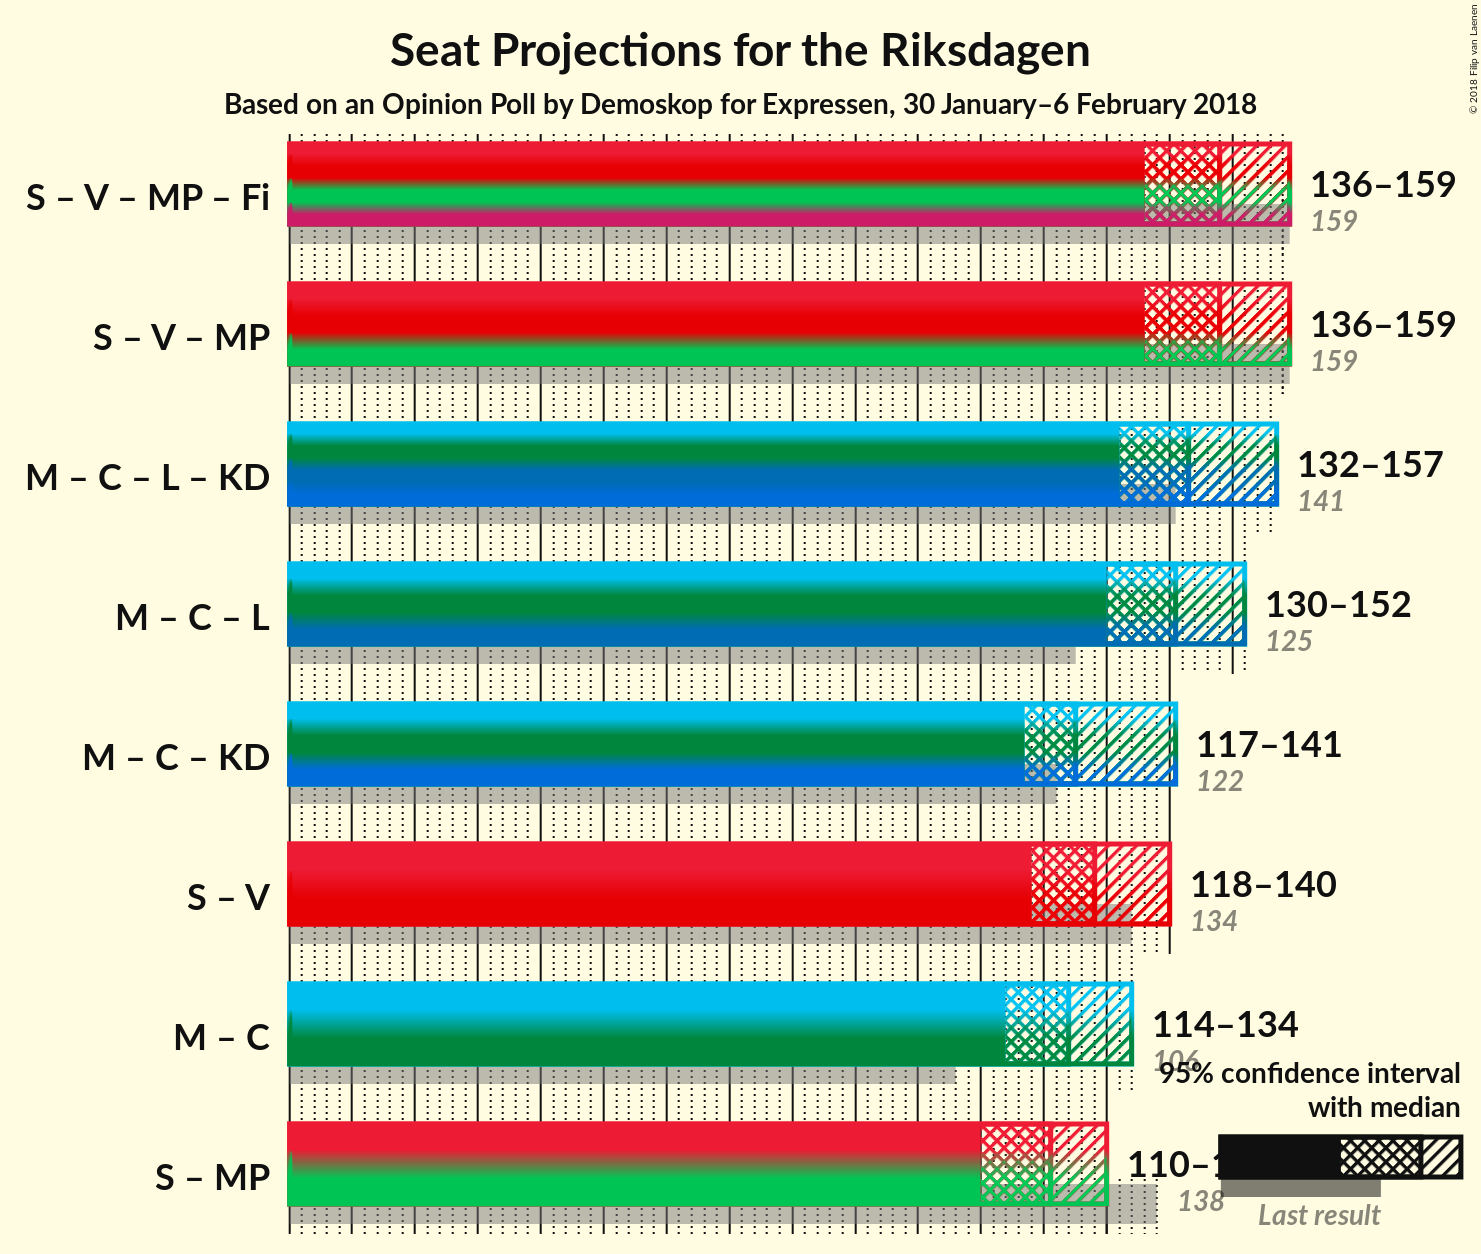 Seat Projections for the Riksdagen
Based on an Opinion Poll by Demoskop for Expressen, 30 January–6 February 2018
© 2018 Filip van Laenen
S – V – MP – Fi
136–159
159
S – V – MP
136–159
159
M – C – L – KD
132–157
141
M – C – L
130–152
125
M – C – KD
117–141
122
S – V
118–140
134
M – C
114–134
106
95% confidence interval
with median
S – MP
110–
138
Last result